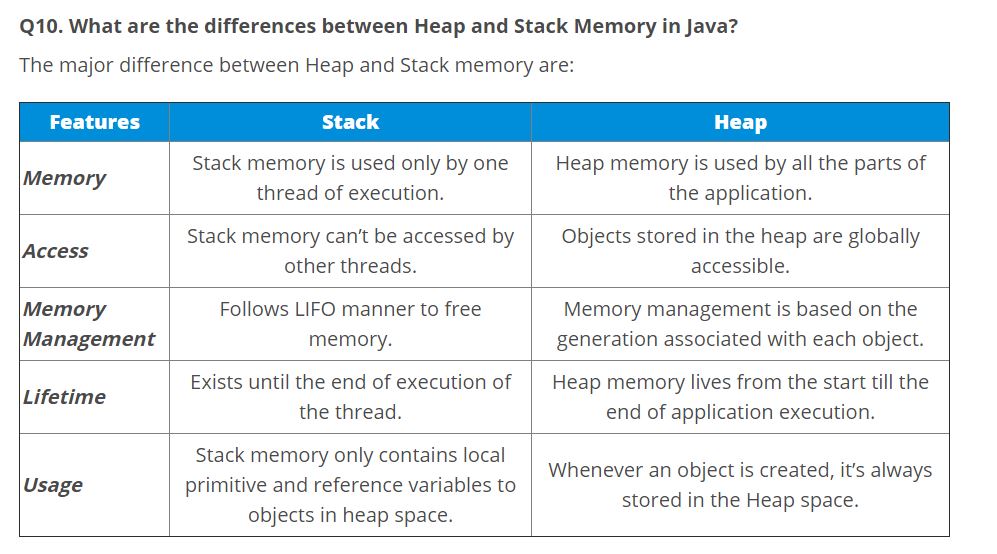 Q10. What are the differences between Heap and Stack Memory in Java?
The major difference between Heap and Stack memory are:
Features Stack Heap
Memory
Stack memory is used only by one
thread of execution.
Heap memory is used by all the parts of
the application.
Access
Stack memory can’t be accessed by
other threads.
Objects stored in the heap are globally
accessible.
Memory
Management
Follows LIFO manner to free
memory.
Memory management is based on the
generation associated with each object.
Lifetime
Exists until the end of execution of
the thread.
Heap memory lives from the start till the
end of application execution.
Usage
Stack memory only contains local
primitive and reference variables to
objects in heap space.
Whenever an object is created, it’s always
stored in the Heap space.